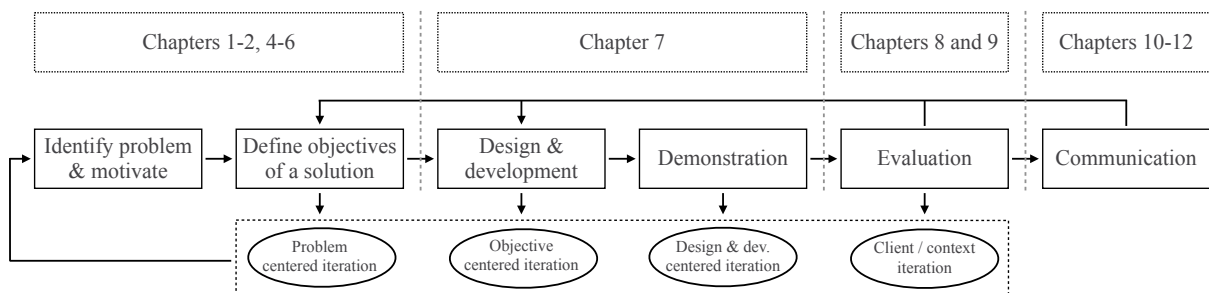 Chapters 1-2, 4-6
Chapter 7
Chapters 8 and 9
Chapters 10-12
Identify problem
& motivate
Define objectives
of a solution
Design &
development
Demonstration
Evaluation
Communication
Problem
centered iteration
Objective
centered iteration
Design & dev.
centered iteration
Client / context
iteration